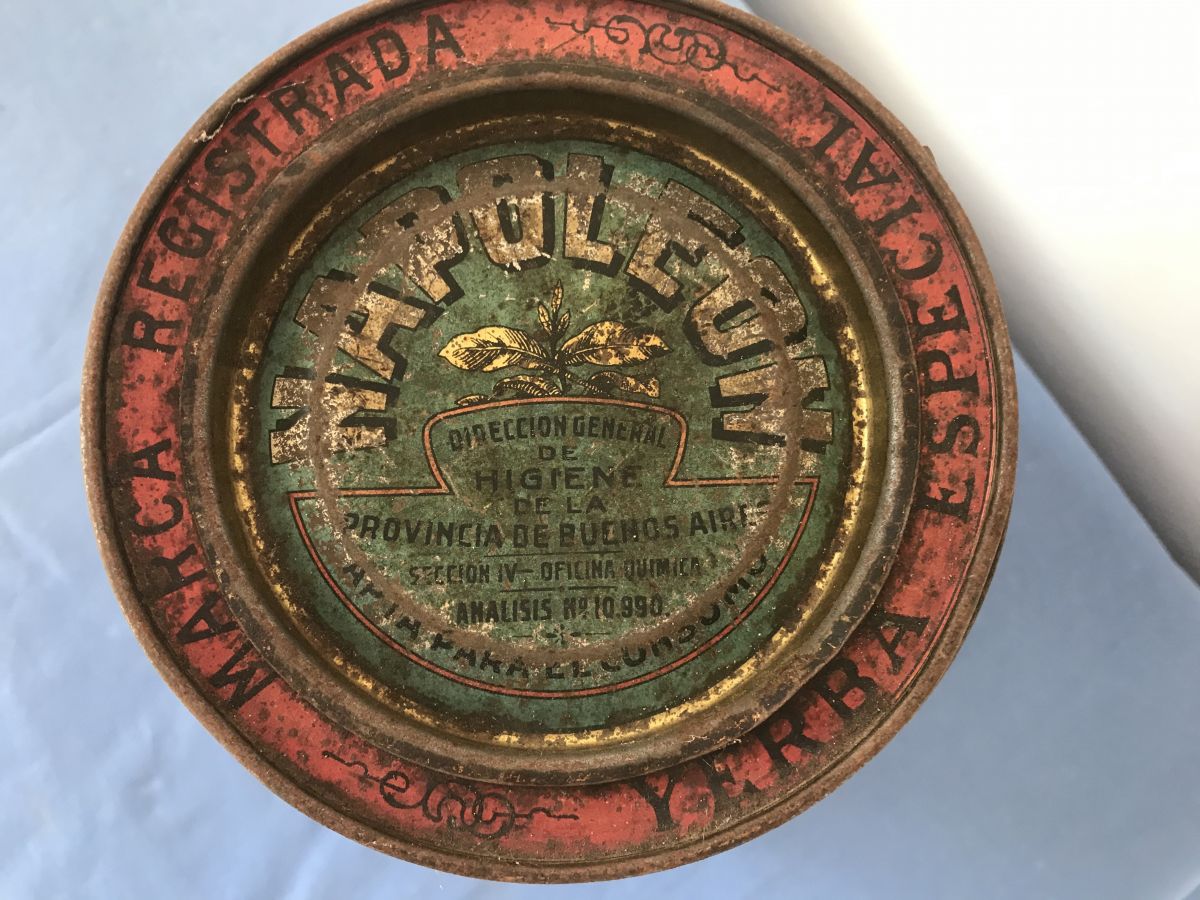 MARCA REGISTRADA
YERBA ESPECIAL
NAPOLEON
DIRECCION GENERAL
DE
HIGIENE
DE LA
PROVINCIA DE BUENOS AIRES
SECCION IV - OFICINA QUIMICA
ANALISIS Nº 10.990.
APTA PARA EL CONSUMO